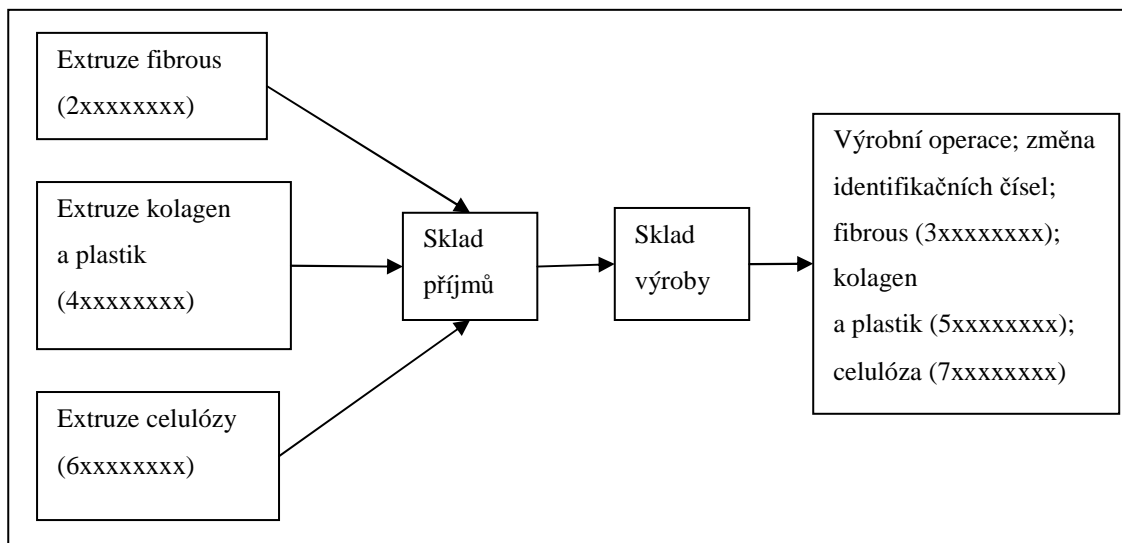 Extruze fibrous
(2xxxxxxxx)
Extruze kolagen
a plastik
(4xxxxxxxx)
Extruze celulózy
(6xxxxxxxx)
Sklad
příjmů
Sklad
výroby
Výrobní operace; změna
identifikačních čísel;
fibrous (3xxxxxxxx);
kolagen
a plastik (5xxxxxxxx);
celulóza (7xxxxxxxx)